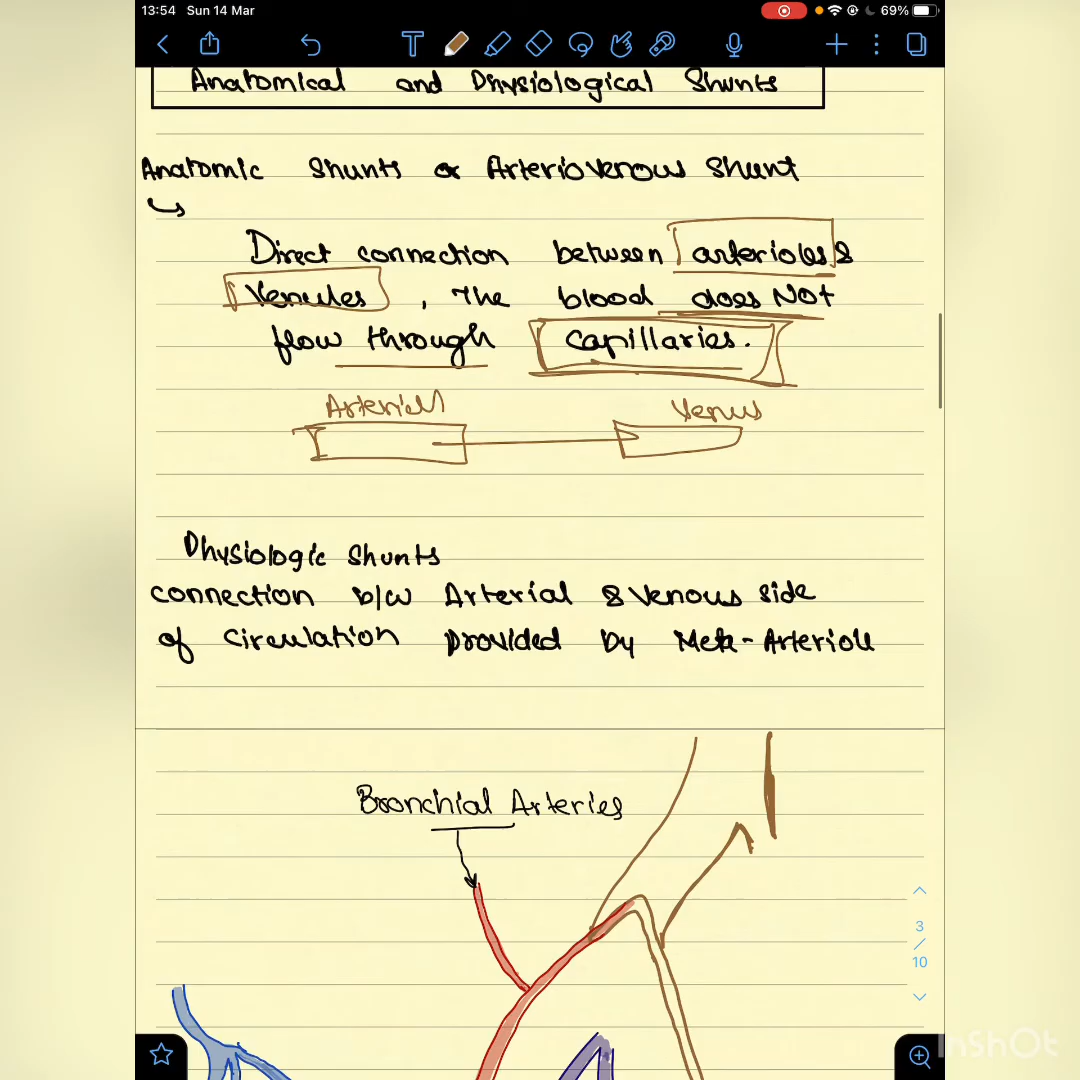 13:54 Sun 14 Mar
69%
Anatomical and Physiological Shunts
Anatomic Shunts or Arteriovenous Shunt
Direct connection between arterioles &
Venules, The blood does NOT
flow through capillaries.
Arteriol Venus
Physiologic Shunts
connection b/w Arterial & Venous side
of circulation provided by Meta-Arteriole
Bronchial Arteries
3
/
10
InShOt